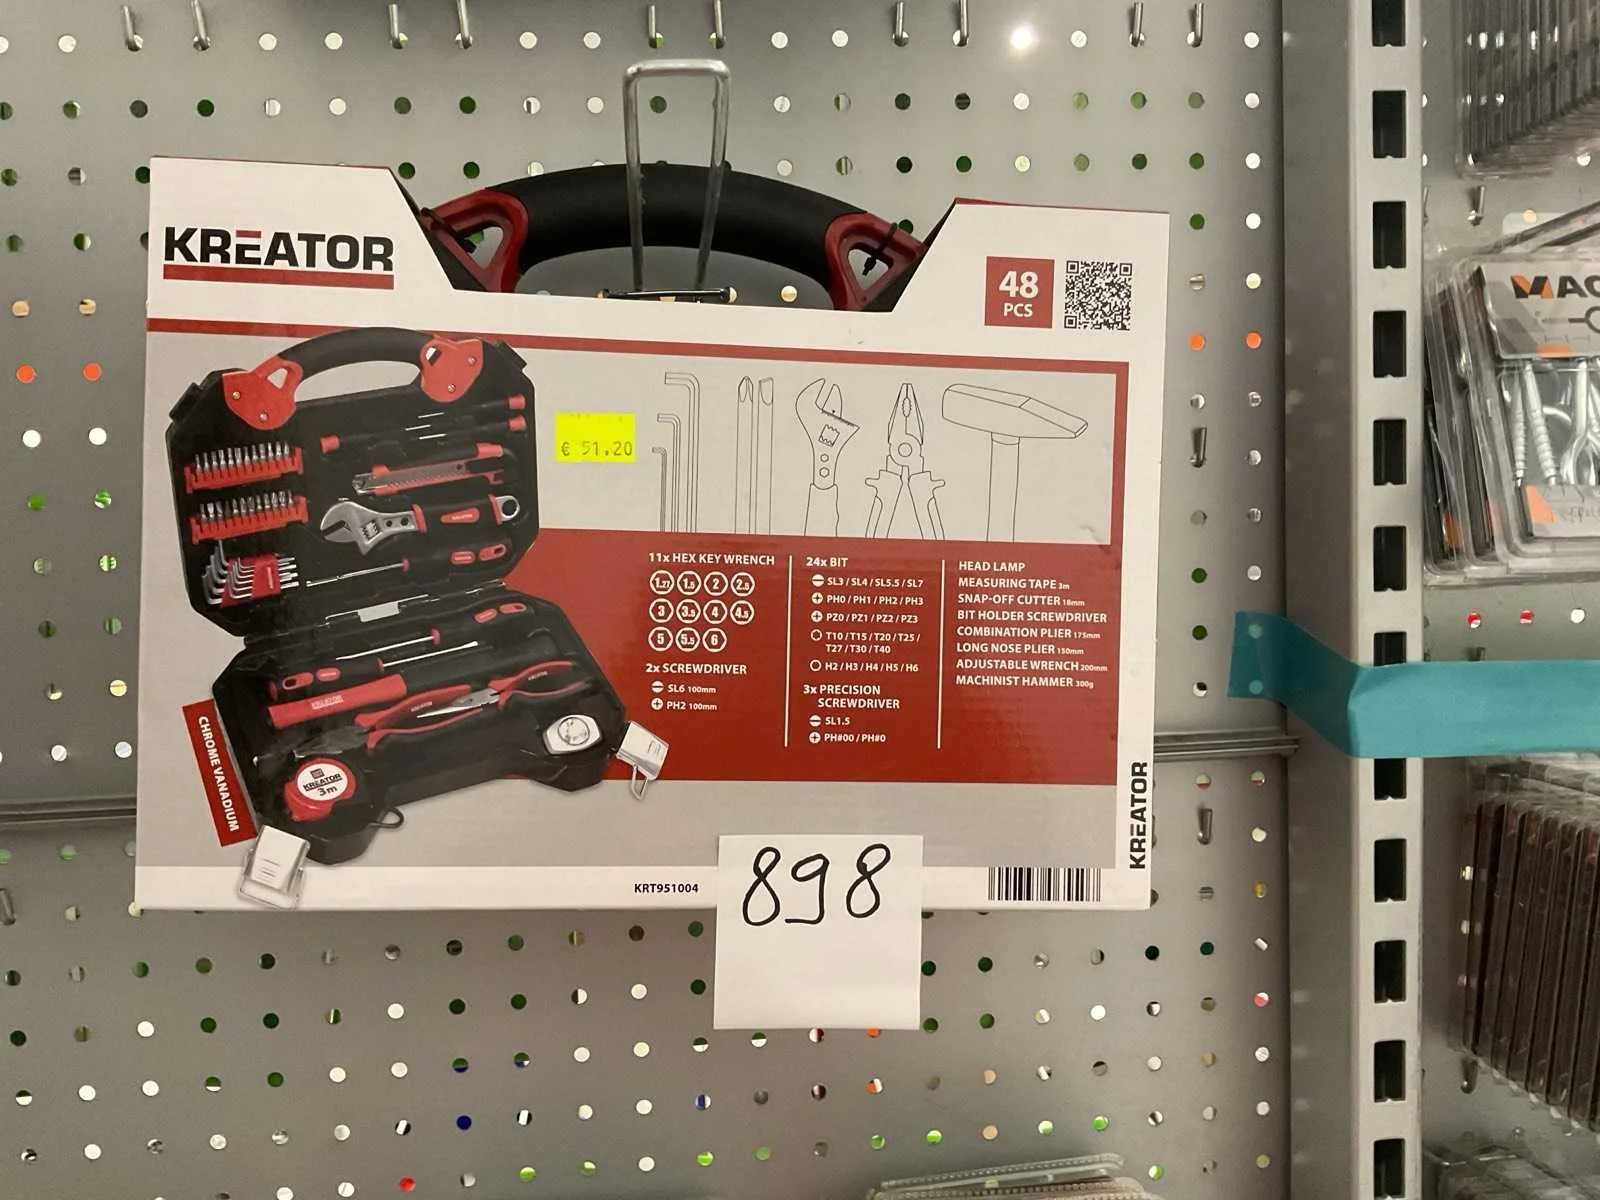 KREATOR
48
PCS
€ 51,20
11x HEX KEY WRENCH
1.27 1.5 2 2.5
3 3.5 4 4.5
5 5.5 6
2x SCREWDRIVER
SL6 100mm
PH2 100mm
24x BIT
SL3 / SL4 / SL5.5 / SL7
PH0 / PH1 / PH2 / PH3
PZ0 / PZ1 / PZ2 / PZ3
T10 / T15 / T20 / T25 /
T27 / T30 / T40
H2 / H3 / H4 / H5 / H6
3x PRECISION
SCREWDRIVER
SL1.5
PH#00 / PH#0
HEAD LAMP
MEASURING TAPE 3m
SNAP-OFF CUTTER 18mm
BIT HOLDER SCREWDRIVER
COMBINATION PLIER 175mm
LONG NOSE PLIER 150mm
ADJUSTABLE WRENCH 200mm
MACHINIST HAMMER 300g
KREATOR
KREATOR
3m
CHROME VANADIUM
KRT951004
898
KREATOR